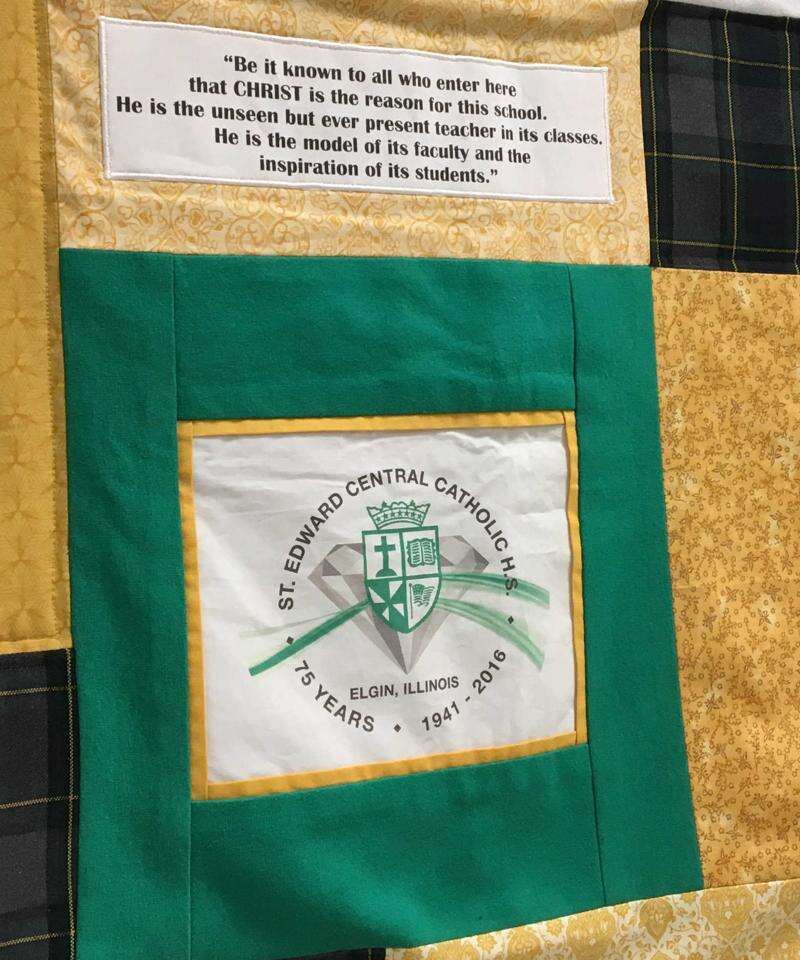 “Be it known to all who enter here
that CHRIST is the reason for this school.
He is the unseen but ever present teacher in its classes.
He is the model of its faculty and the
inspiration of its students.”
ST. EDWARD CENTRAL CATHOLIC H.S.
ELGIN, ILLINOIS
75 YEARS ♦ 1941 - 2016